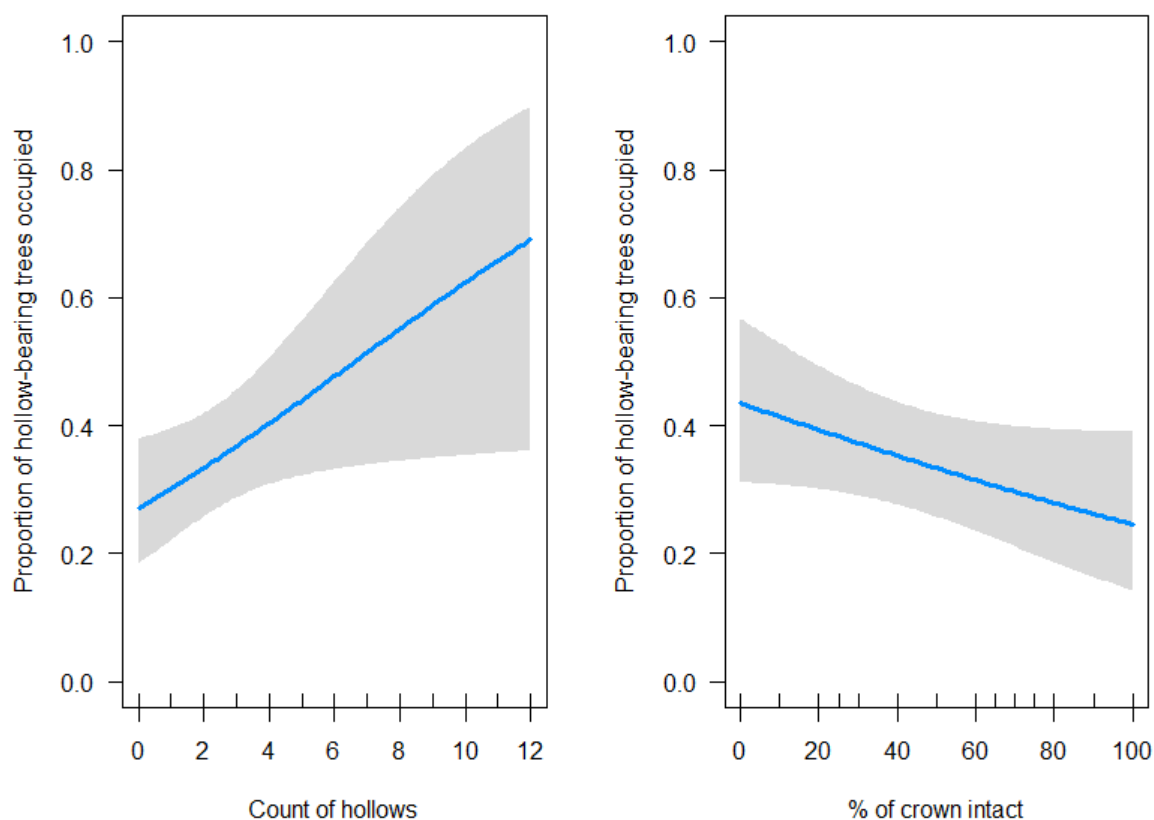 Proportion of hollow-bearing trees occupied
1.0
0.8
0.6
0.4
0.2
0.0
0 2 4 6 8 10 12
Count of hollows
Proportion of hollow-bearing trees occupied
1.0
0.8
0.6
0.4
0.2
0.0
0 20 40 60 80 100
% of crown intact